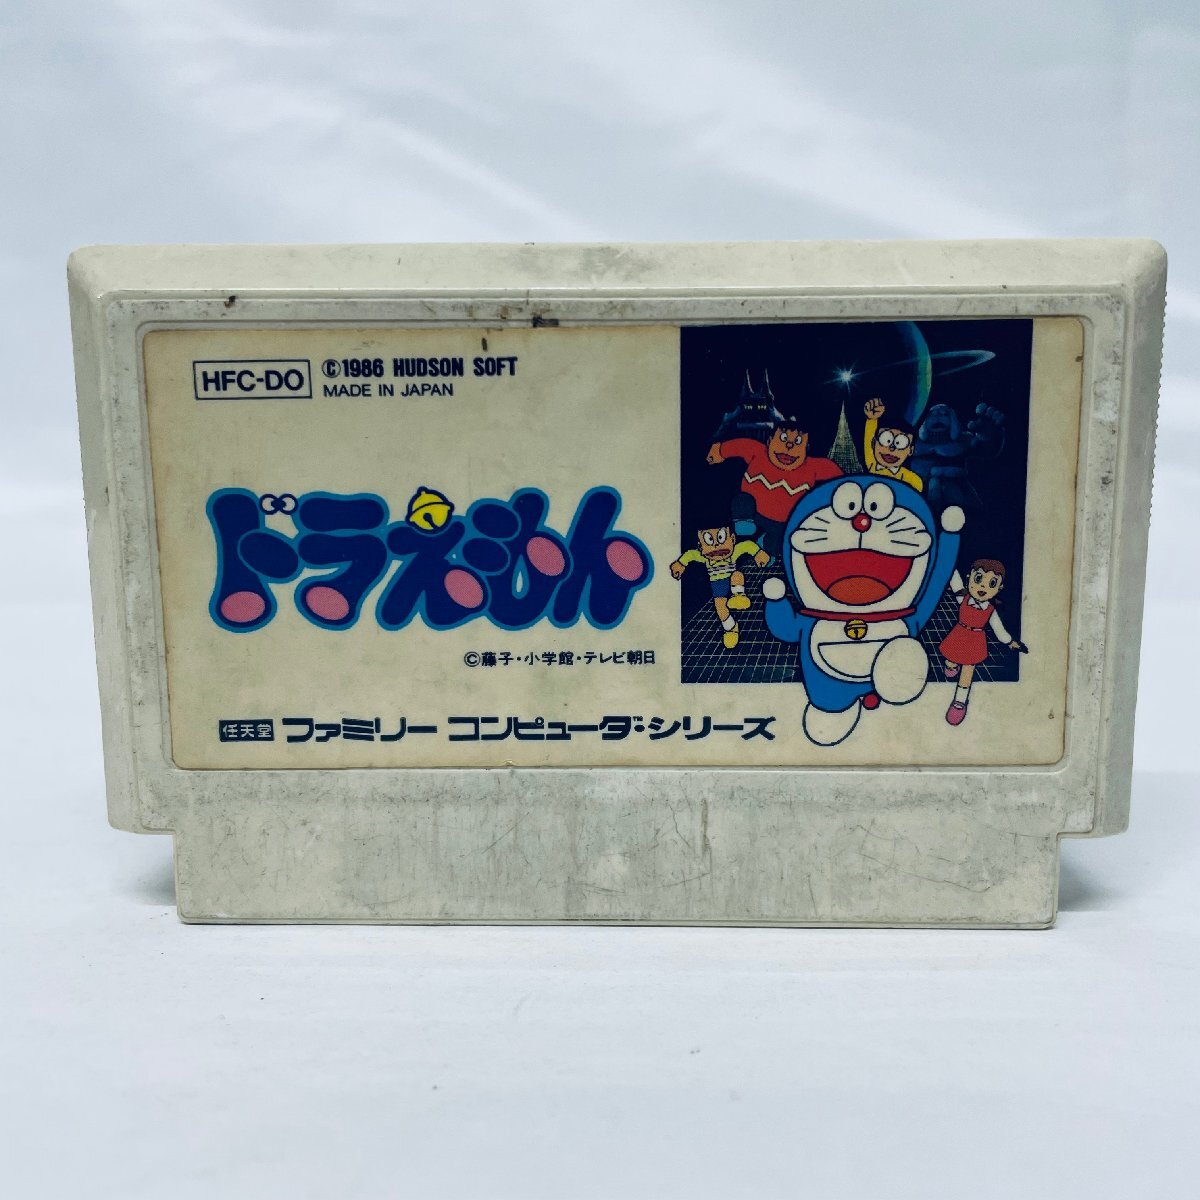 HFC-DO
©1986 HUDSON SOFT
MADE IN JAPAN
ドラえもん
©藤子・小学館・テレビ朝日
任天堂 ファミリー コンピュータ™・シリーズ